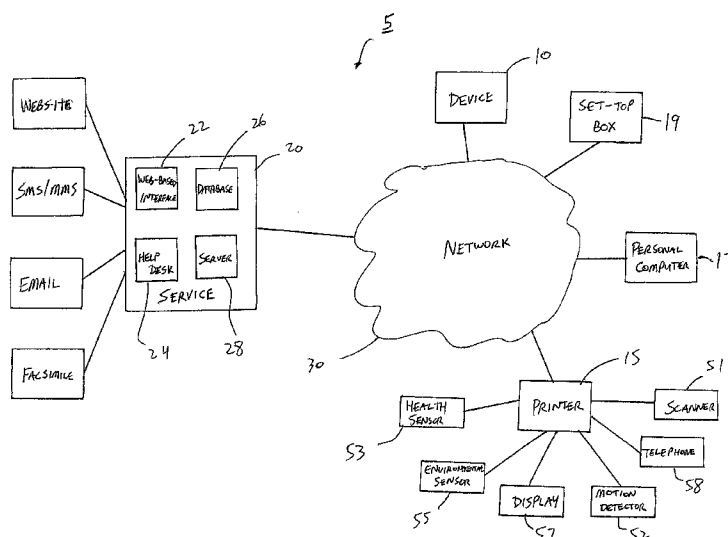 5
WEBSITE
SMS/MMS
EMAIL
FACSIMILE
22
26
20
WEB-BASED
INTERFACE
DATABASE
HELP
DESK
SERVER
SERVICE
24
28
10
DEVICE
SET-TOP
BOX
19
NETWORK
30
PERSONAL
COMPUTER
15
PRINTER
51
SCANNER
HEALTH
SENSOR
53
TELEPHONE
58
ENVIRONMENTAL
SENSOR
55
DISPLAY
MOTION
DETECTOR